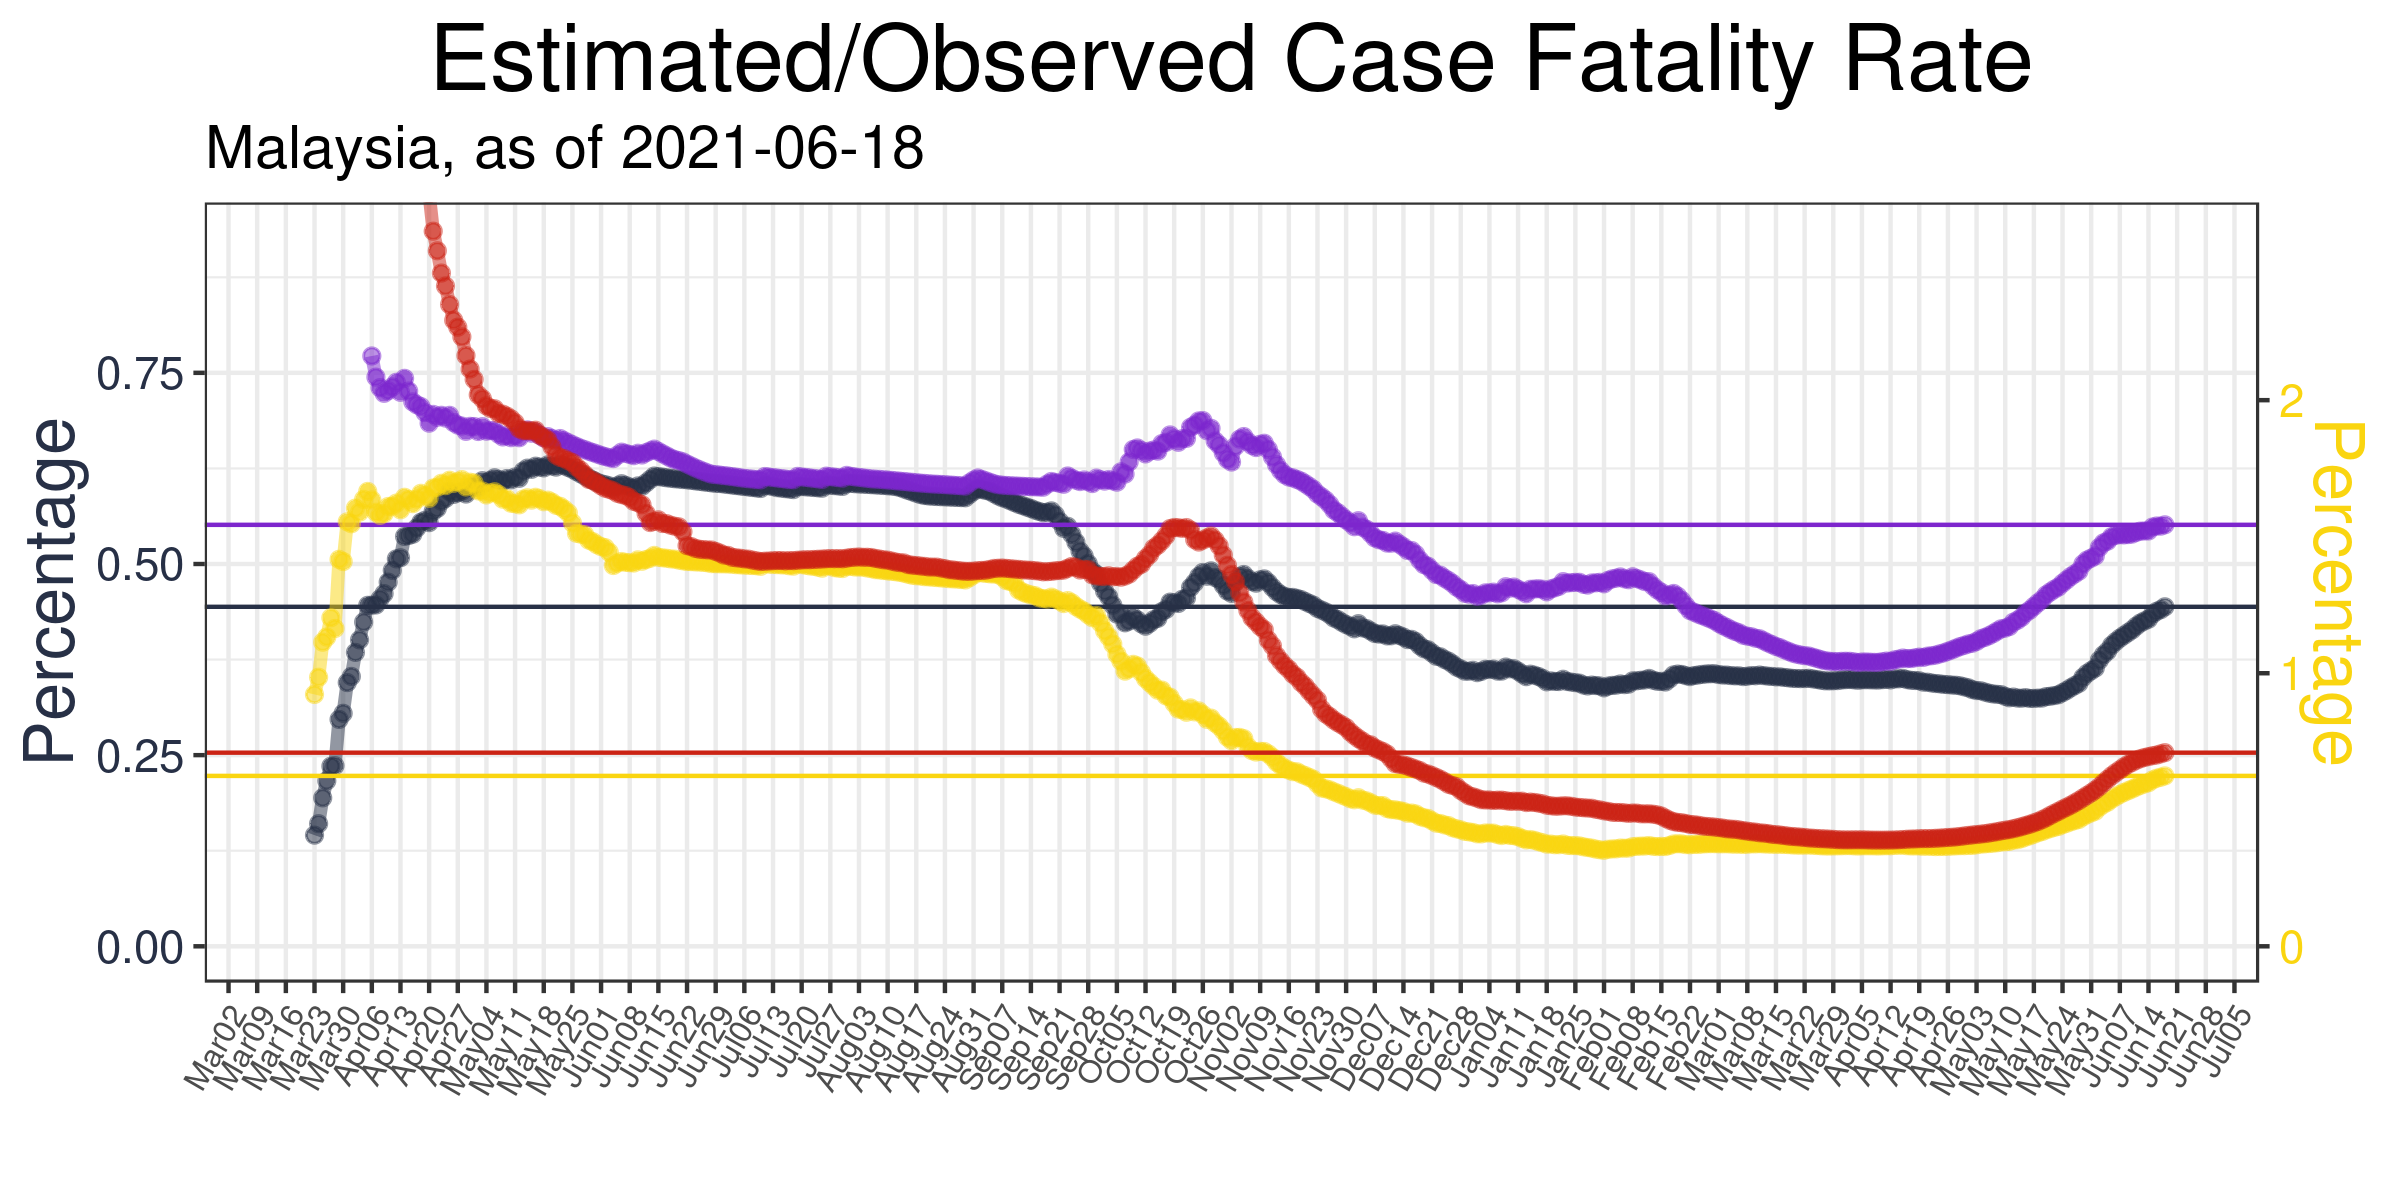 Estimated/Observed Case Fatality Rate
Malaysia, as of 2021-06-18
Percentage
0.75
0.50
0.25
0.00
2
1
0
Percentage
Mar02
Mar09
Mar16
Mar23
Mar30
Apr06
Apr13
Apr20
Apr27
May04
May11
May18
May25
Jun01
Jun08
Jun15
Jun22
Jun29
Jul06
Jul13
Jul20
Jul27
Aug03
Aug10
Aug17
Aug24
Aug31
Sep07
Sep14
Sep21
Sep28
Oct05
Oct12
Oct19
Oct26
Nov02
Nov09
Nov16
Nov23
Nov30
Dec07
Dec14
Dec21
Dec28
Jan04
Jan11
Jan18
Jan25
Feb01
Feb08
Feb15
Feb22
Mar01
Mar08
Mar15
Mar22
Mar29
Apr05
Apr12
Apr19
Apr26
May03
May10
May17
May24
May31
Jun07
Jun14
Jun21
Jun28
Jul05